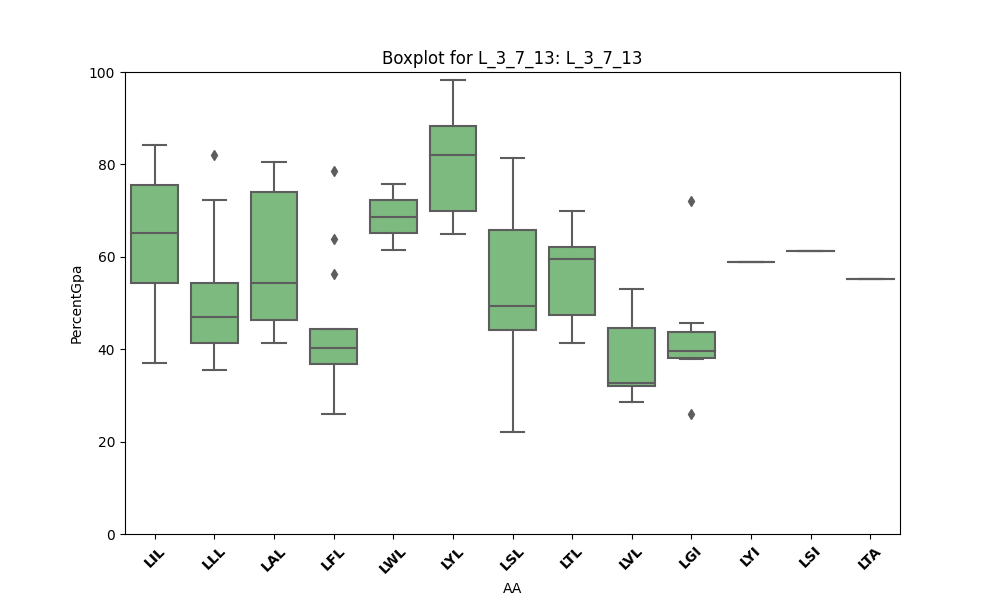 Boxplot for L_3_7_13: L_3_7_13
100
80
60
40
20
0
PercentGpa
LIL LLL LAL LFL LWL LYL LSL LTL LVL LGI LYI LSI LTA
AA